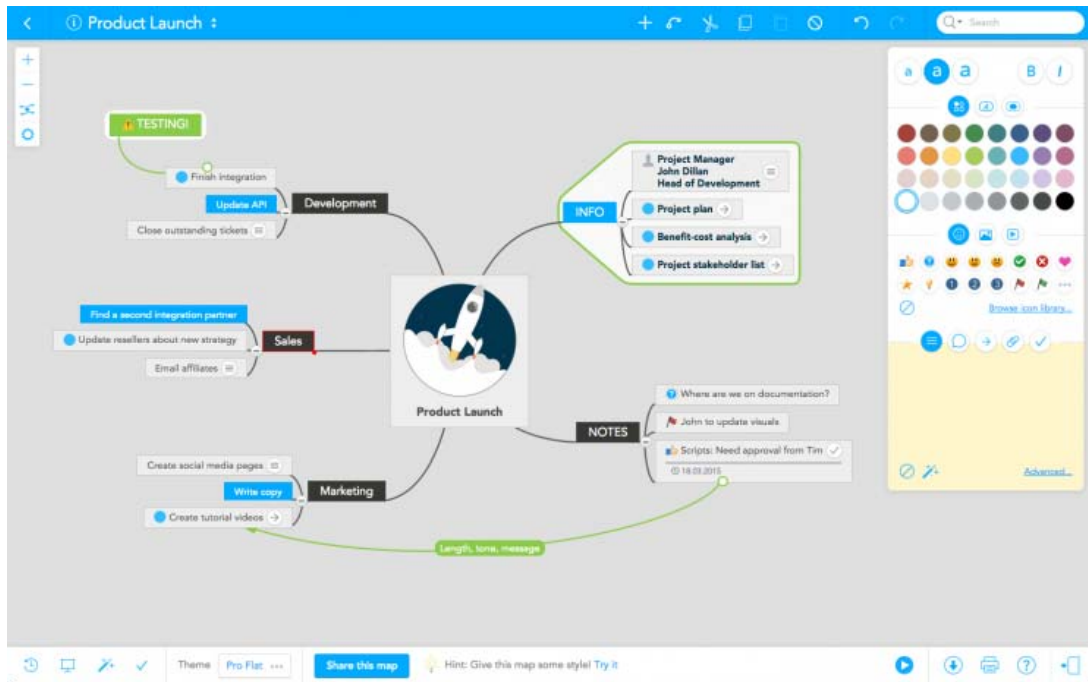 Product Launch
Search
a a a B I
TESTING!
Finish integration
Update API
Close outstanding tickets
Development
INFO
Project Manager
John Dillan
Head of Development
Project plan
Benefit-cost analysis
Project stakeholder list
Find a second integration partner
Update resellers about new strategy
Email affiliates
Sales
Product Launch
NOTES
Where are we on documentation?
John to update visuals
Scripts: Need approval from Tim
18.03.2015
Create social media pages
Write copy
Create tutorial videos
Marketing
Length, tone, message
1 2 3
Browse icon library...
Advanced...
Theme
Pro Flat
Share this map
Hint: Give this map some style! Try it